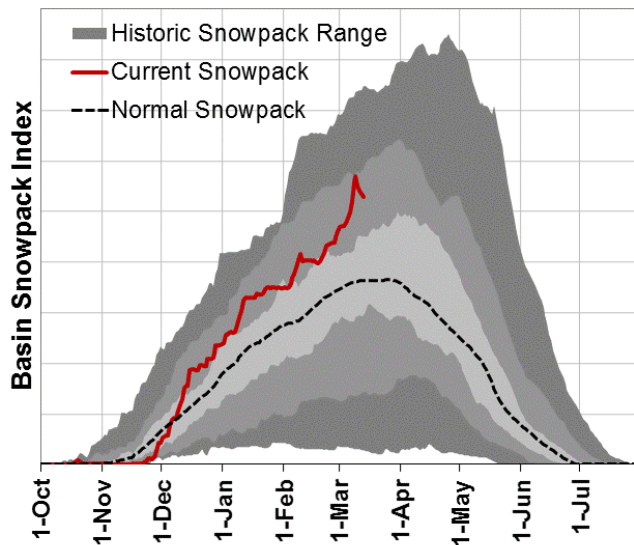 Historic Snowpack Range
Current Snowpack
Normal Snowpack
Basin Snowpack Index
1-Oct
1-Nov
1-Dec
1-Jan
1-Feb
1-Mar
1-Apr
1-May
1-Jun
1-Jul